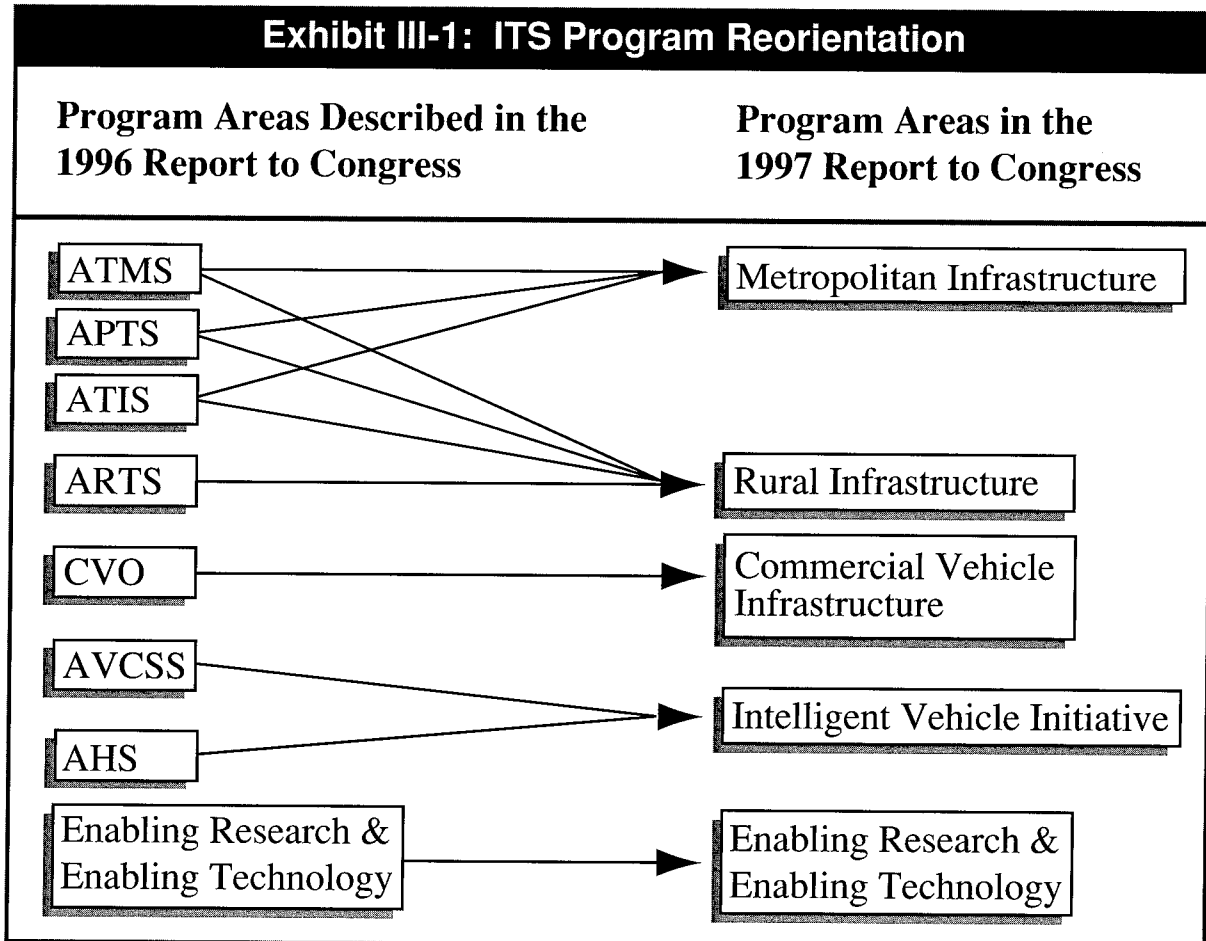 Exhibit III-1: ITS Program Reorientation
Program Areas Described in the
1996 Report to Congress
Program Areas in the
1997 Report to Congress
ATMS
APTS
ATIS
ARTS
CVO
AVCSS
AHS
Enabling Research &
Enabling Technology
Metropolitan Infrastructure
Rural Infrastructure
Commercial Vehicle
Infrastructure
Intelligent Vehicle Initiative
Enabling Research &
Enabling Technology